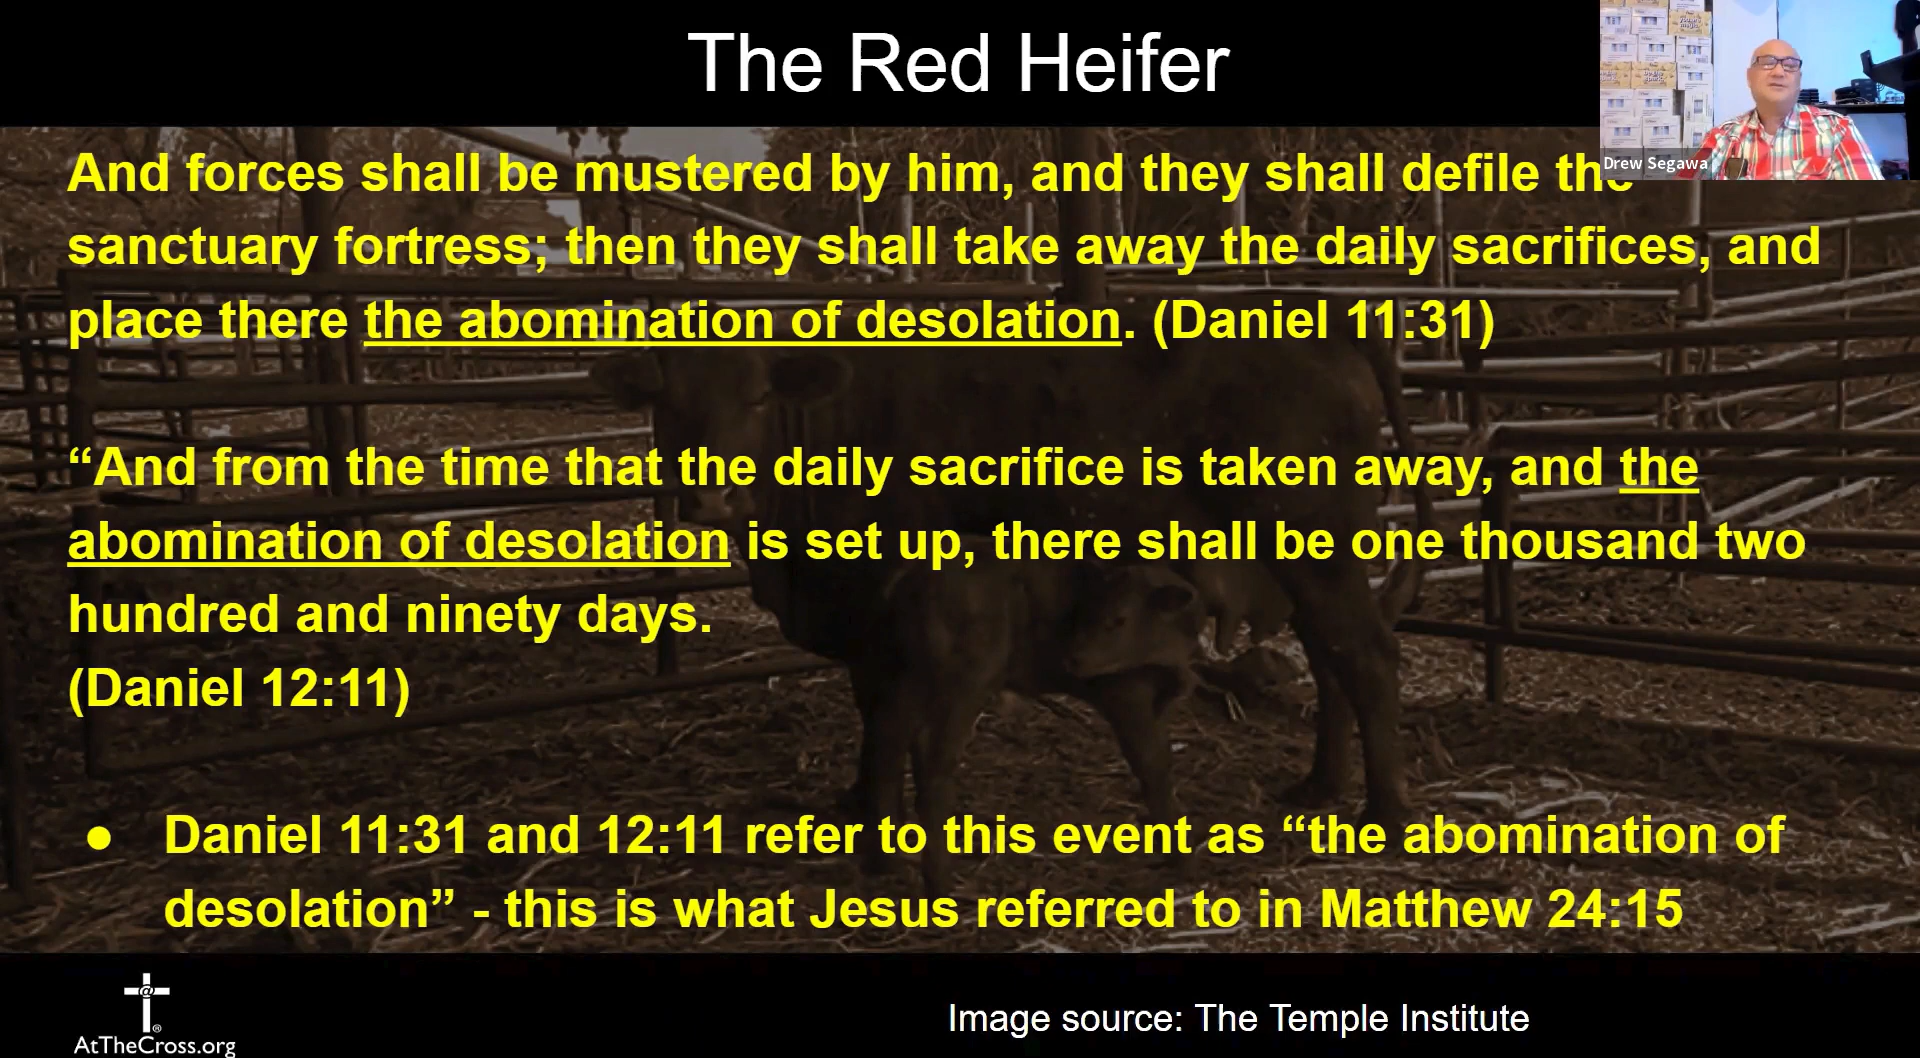 The Red Heifer
Drew Segawa
And forces shall be mustered by him, and they shall defile the
sanctuary fortress; then they shall take away the daily sacrifices, and
place there the abomination of desolation. (Daniel 11:31)
“And from the time that the daily sacrifice is taken away, and the
abomination of desolation is set up, there shall be one thousand two
hundred and ninety days.
(Daniel 12:11)
● Daniel 11:31 and 12:11 refer to this event as “the abomination of
desolation” - this is what Jesus referred to in Matthew 24:15
@
®
AtTheCross.org
Image source: The Temple Institute